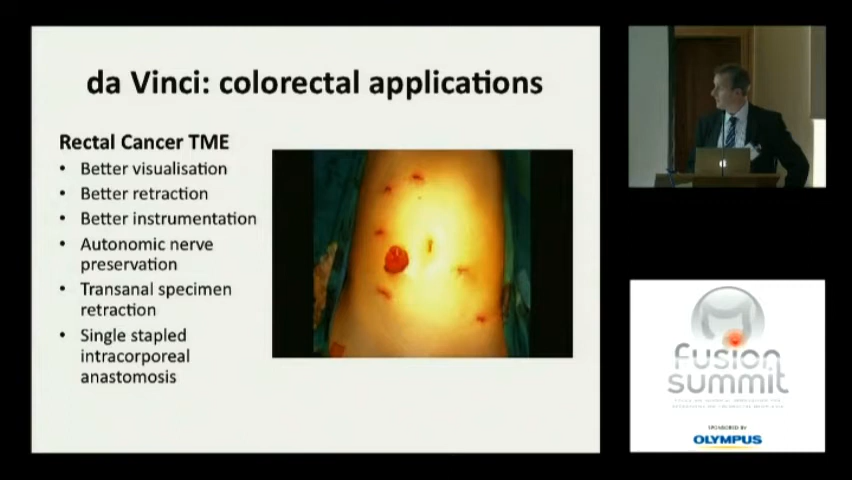 da Vinci: colorectal applications
Rectal Cancer TME
• Better visualisation
• Better retraction
• Better instrumentation
• Autonomic nerve
preservation
• Transanal specimen
retraction
• Single stapled
intracorporeal
anastomosis
fusion
summit
SPONSORED BY
OLYMPUS